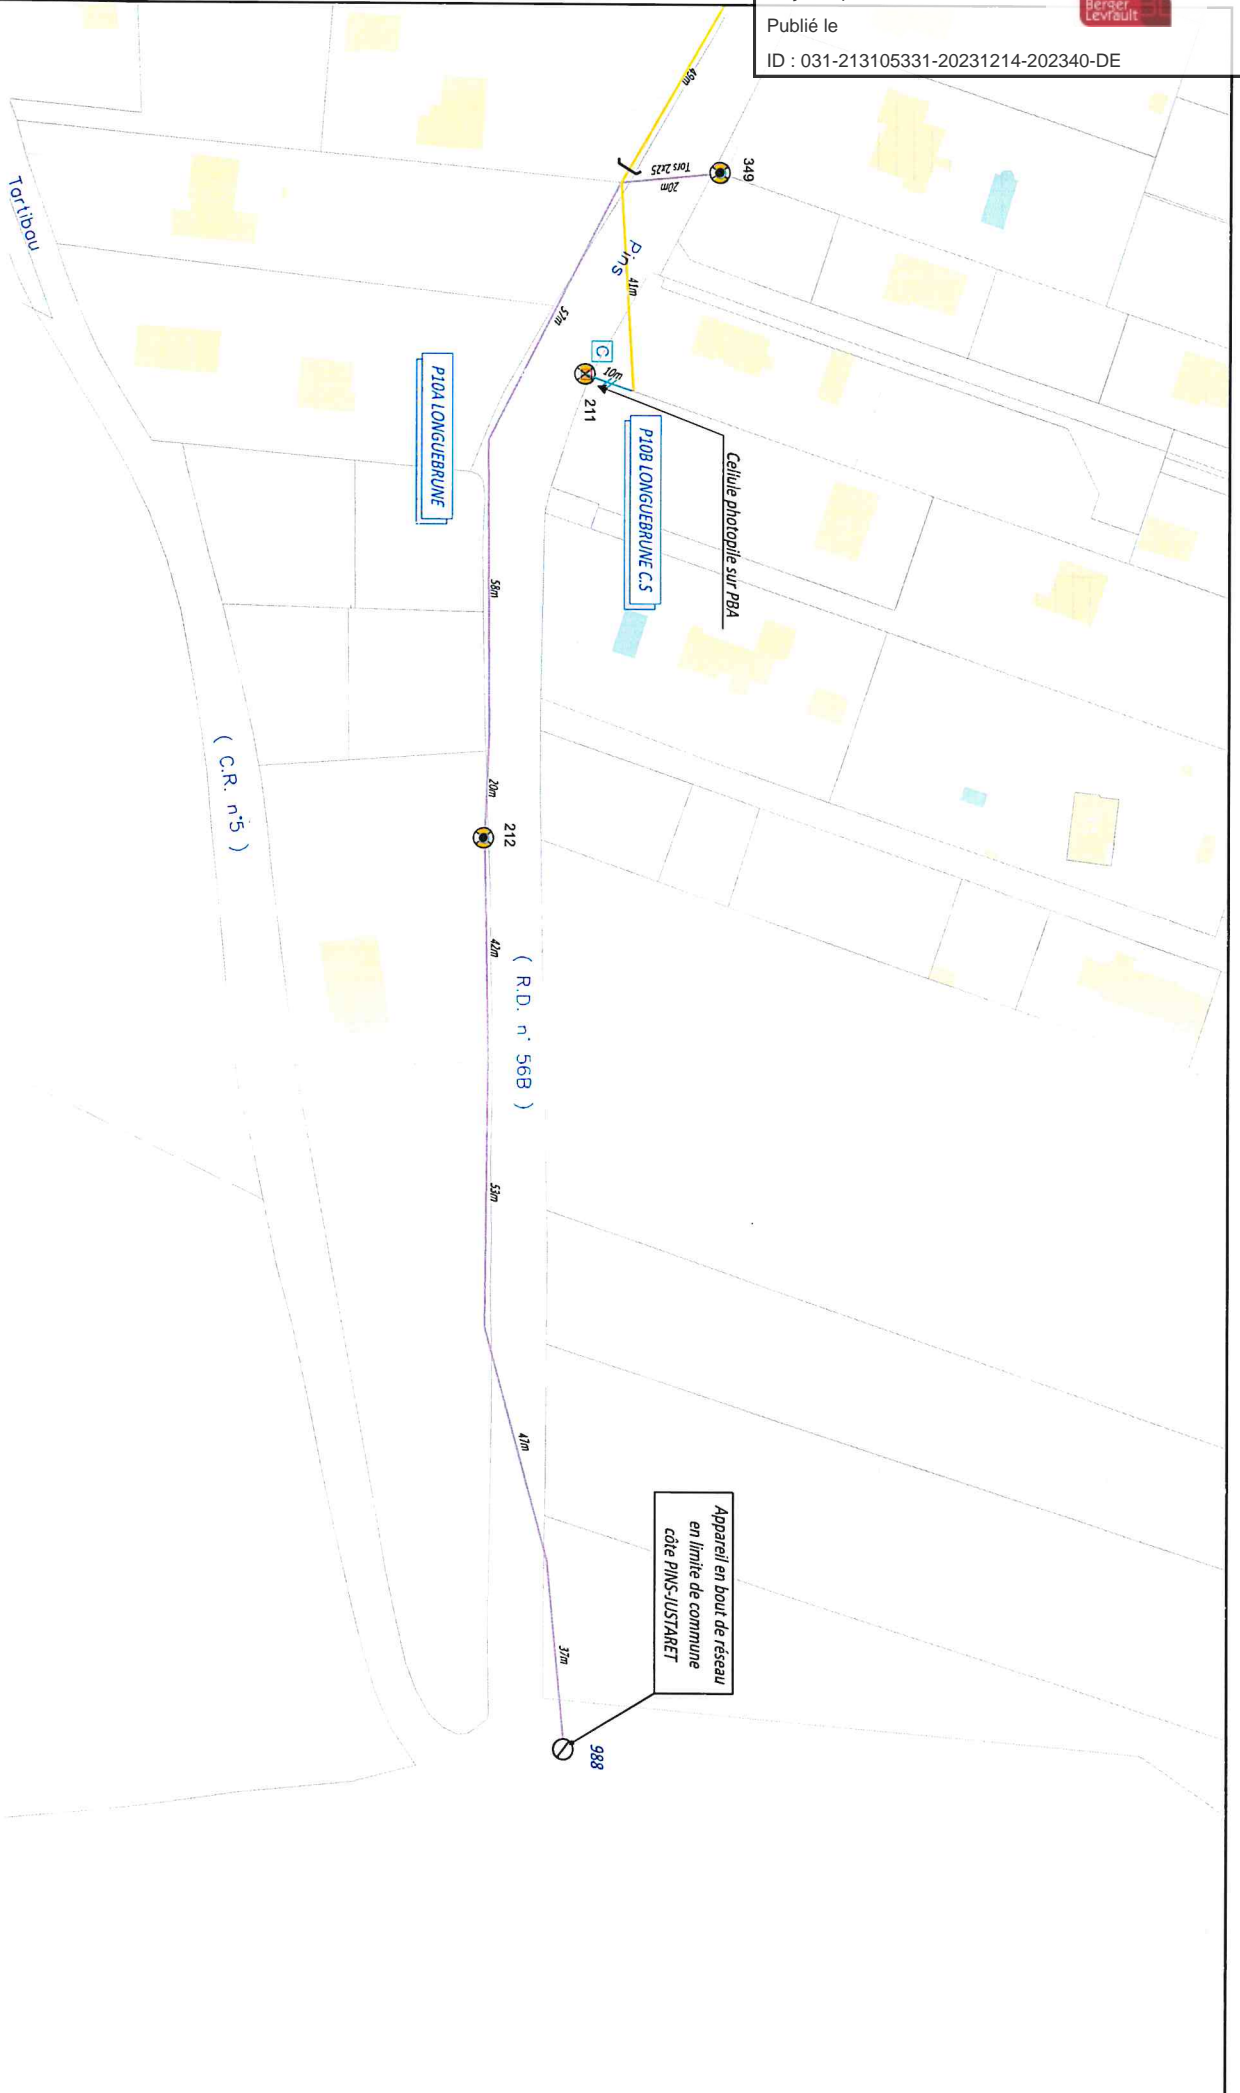 Berger
Levrault
Publié le
ID : 031-213105331-20231214-202340-DE
49m
349
Tors 2x25
20m
Pins
41m
57m
C
10m
211
Cellule photopile sur PBA
P10B LONGUEBRUNE C.S
P10A LONGUEBRUNE
Tartibau
58m
20m
212
( C.R. n°5 )
42m
( R.D. n° 56B )
53m
47m
Appareil en bout de réseau
en limite de commune
côte PINS-JUSTARET
37m
988